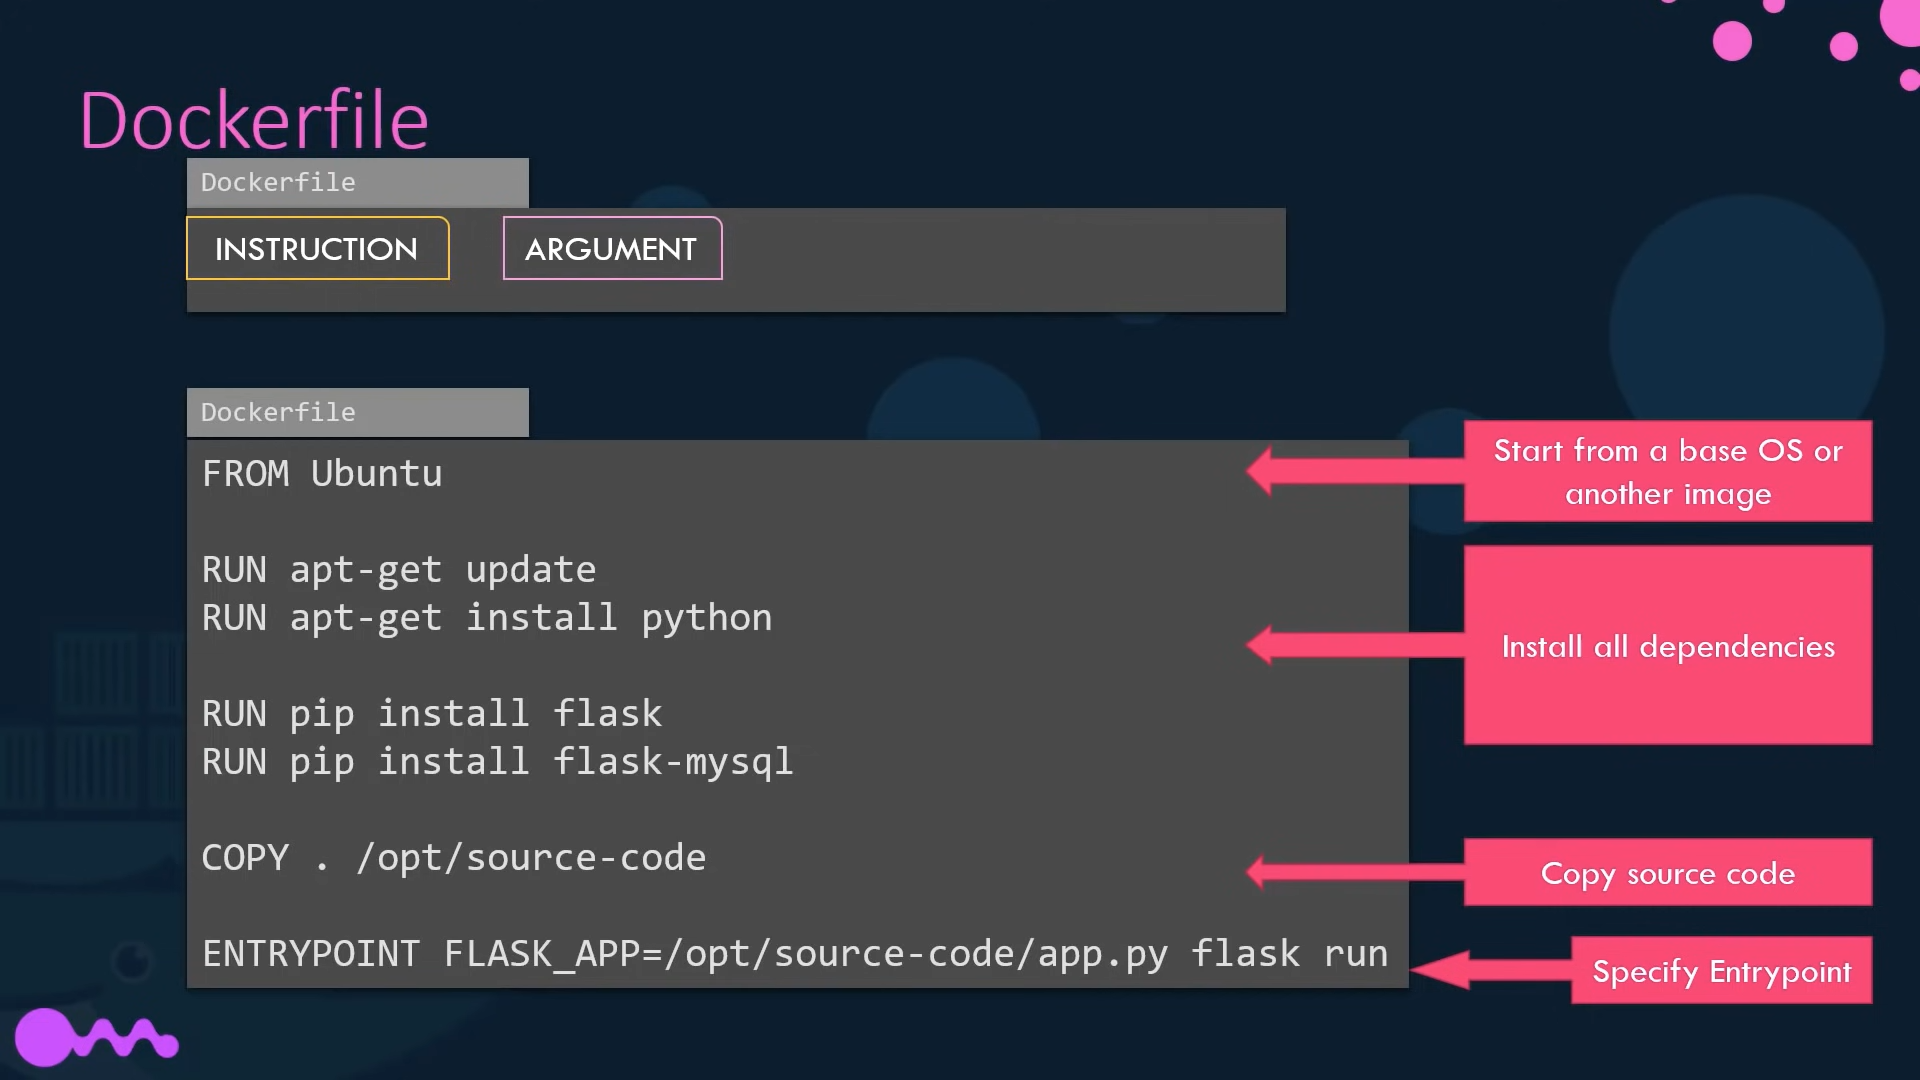 Dockerfile
Dockerfile
INSTRUCTION ARGUMENT
Dockerfile
FROM Ubuntu
Start from a base OS or
another image
RUN apt-get update
RUN apt-get install python
Install all dependencies
RUN pip install flask
RUN pip install flask-mysql
COPY . /opt/source-code
Copy source code
ENTRYPOINT FLASK_APP=/opt/source-code/app.py flask run
Specify Entrypoint